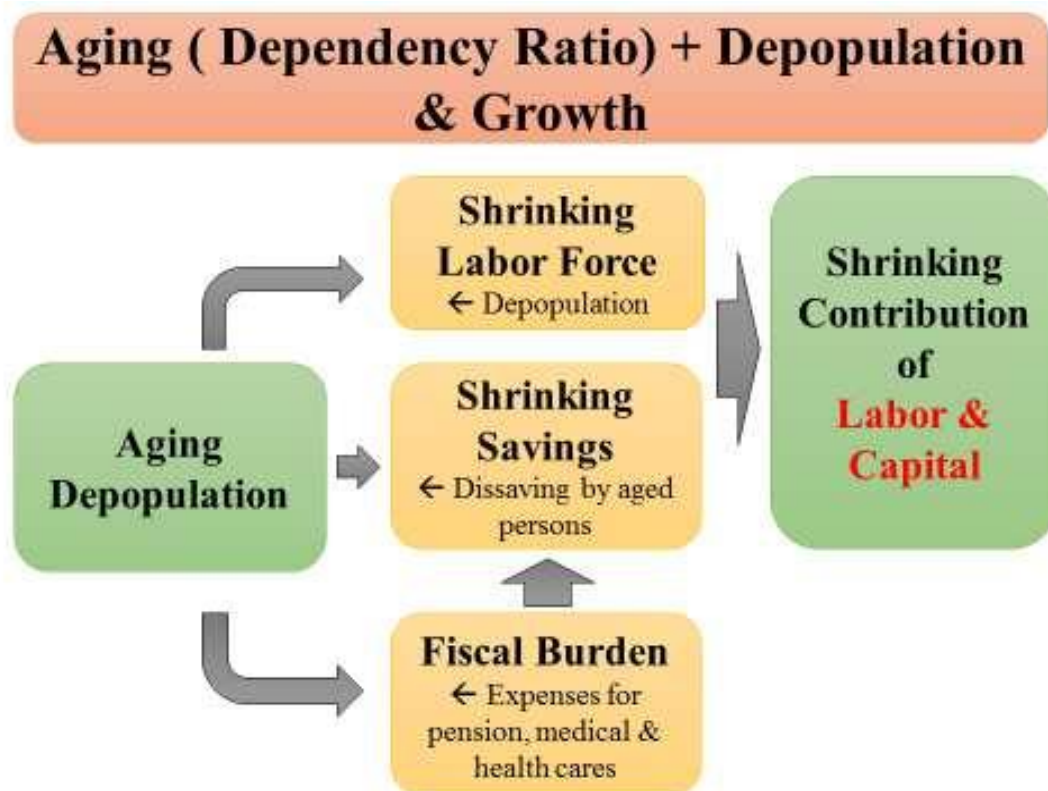 Aging ( Dependency Ratio) + Depopulation
& Growth
Shrinking
Labor Force
← Depopulation
Shrinking
Savings
← Dissaving by aged
persons
Aging
Depopulation
Fiscal Burden
← Expenses for
pension, medical &
health cares
Shrinking
Contribution
of
Labor &
Capital